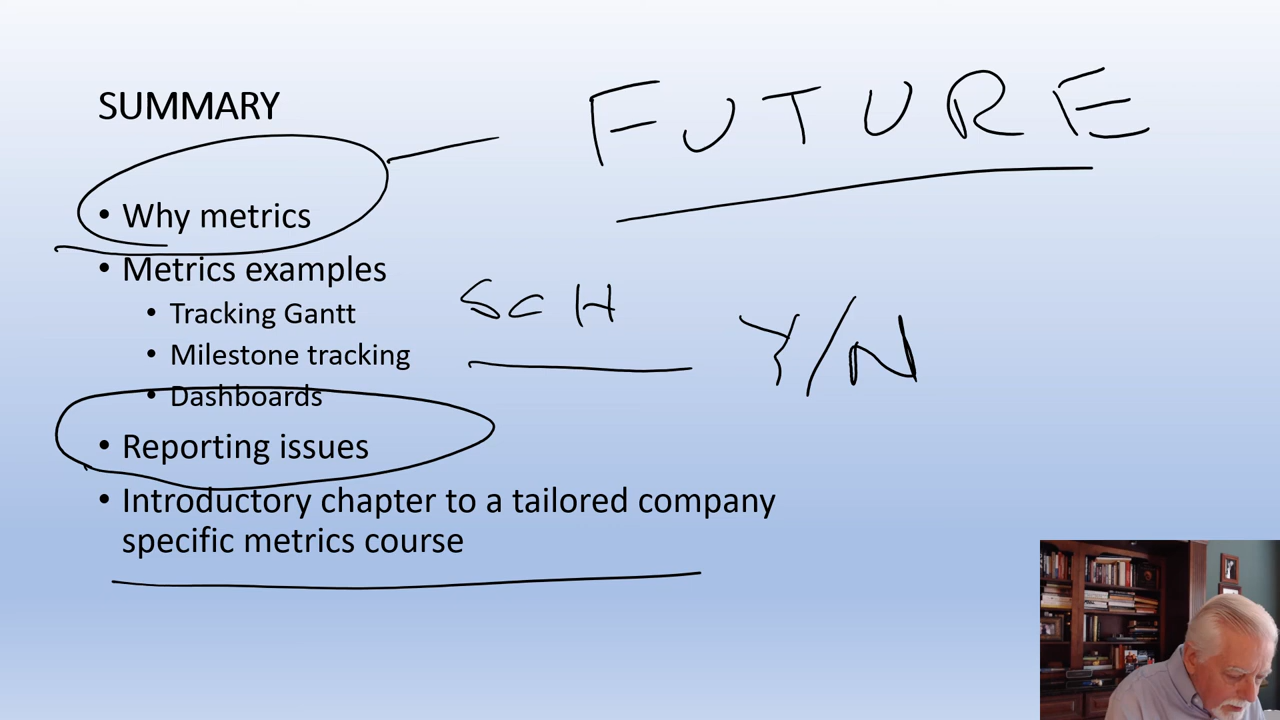 FUTURE
SUMMARY
• Why metrics
• Metrics examples
• Tracking Gantt
SCH
• Milestone tracking
Y/N
• Dashboards
• Reporting issues
• Introductory chapter to a tailored company
specific metrics course